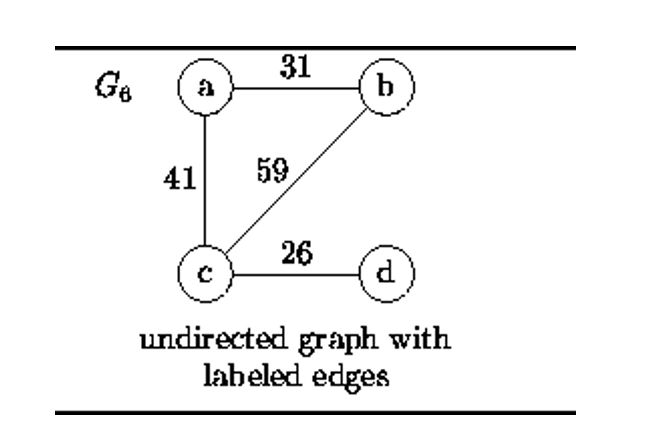 G6 a 31 b
41 59
c 26 d
undirected graph with
labeled edges